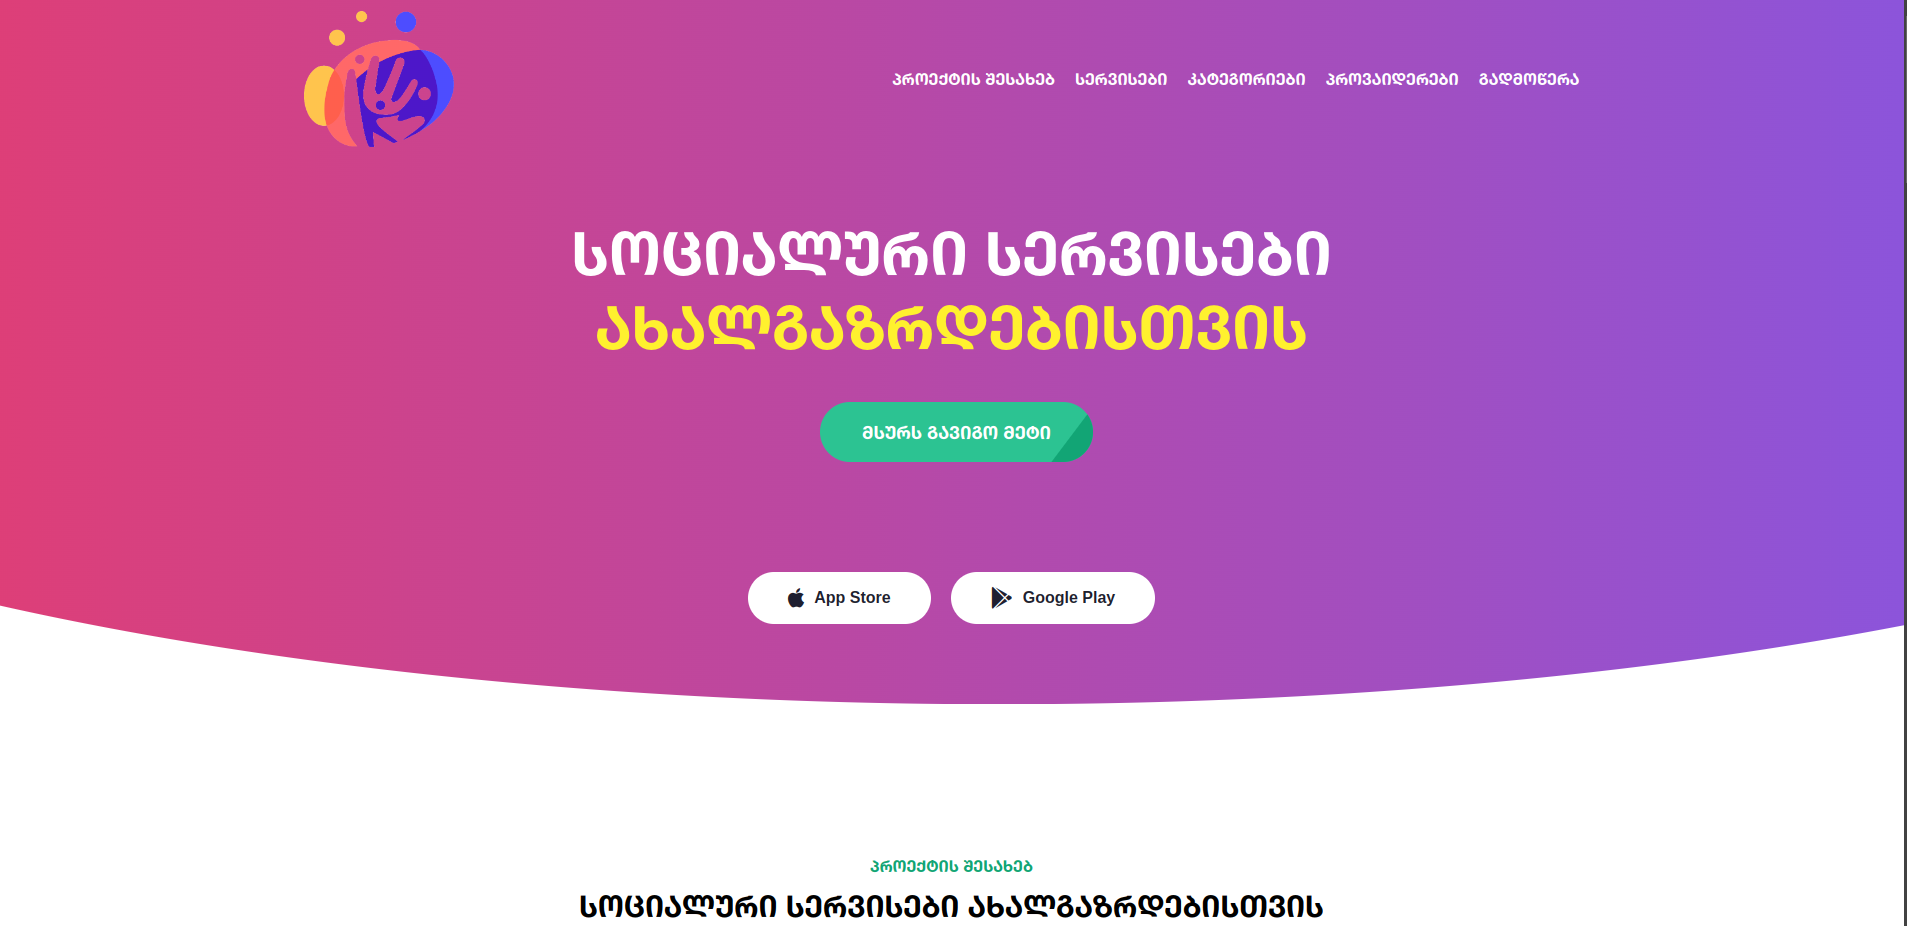 პროექტის შესახებ სერვისები კატეგორიები პროვაიდერები გადმოწერა
სოციალური სერვისები
ახალგაზრდებისთვის
მსურს გავიგო მეტი
App Store Google Play
პროექტის შესახებ
სოციალური სერვისები ახალგაზრდებისთვის